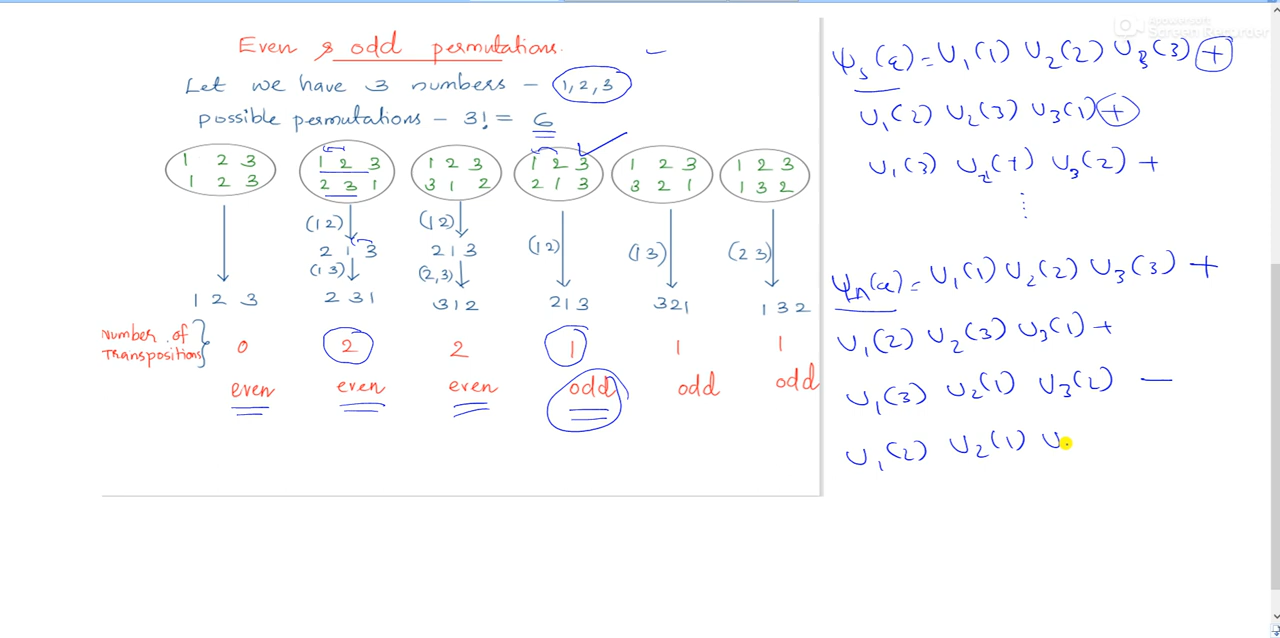 Even & odd permutations.
Let we have 3 numbers - 1,2,3
possible permutations - 3! = 6
1 2 3 1 2 3 1 2 3 1 2 3 1 2 3 1 2 3
1 2 3 2 3 1 3 1 2 2 1 3 3 2 1 1 3 2
(1 2) (1 2) (1 2) (1 3) (2 3)
2 1 3 2 1 3
(1 3) (2,3)
1 2 3 2 3 1 3 1 2 2 1 3 3 2 1 1 3 2
Number of
Transpositions} 0 2 2 1 1 1
even even even odd odd odd
Apowersoft
Screen Recorder
= U₁(1) U₂(2) U₃(3) +
U₁(2) U₂(3) U₃(1) +
U₁(3) U₂(1) U₃(2) +
⋮
= U₁(1) U₂(2) U₃(3) +
U₁(2) U₂(3) U₃(1) +
U₁(3) U₂(1) U₃(2) —
U₁(2) U₂(1) U